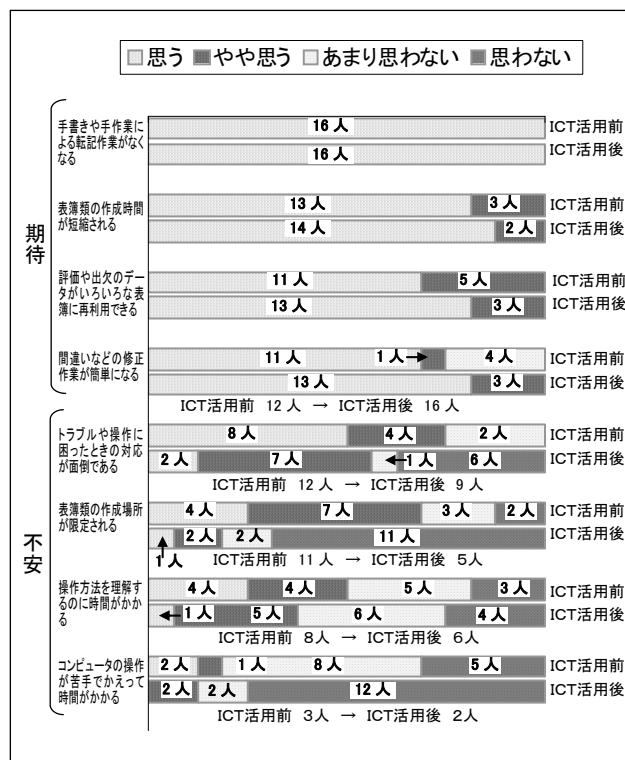 思う やや思う あまり思わない 思わない
期待
手書きや手作業に
よる転記作業がなく
なる
16人 ICT活用前
16人 ICT活用後
表簿類の作成時間
が短縮される
13人 3人 ICT活用前
14人 2人 ICT活用後
評価や出欠のデー
タがいろいろな表
簿に再利用できる
11人 5人 ICT活用前
13人 3人 ICT活用後
間違いなどの修正
作業が簡単になる
11人 1人 4人 ICT活用前
13人 3人 ICT活用後
ICT活用前 12人 → ICT活用後 16人
不安
トラブルや操作に
困ったときの対応
が面倒である
8人 4人 2人 ICT活用前
2人 7人 1人 6人 ICT活用後
ICT活用前 12人 → ICT活用後 9人
表簿類の作成場所
が限定される
4人 7人 3人 2人 ICT活用前
2人 2人 11人 ICT活用後
1人 ICT活用前 11人 → ICT活用後 5人
操作方法を理解す
るのに時間がかか
る
4人 4人 5人 3人 ICT活用前
1人 5人 6人 4人 ICT活用後
ICT活用前 8人 → ICT活用後 6人
コンピュータの操作
が苦手でかえって
時間がかかる
2人 1人 8人 5人 ICT活用前
2人 2人 12人 ICT活用後
ICT活用前 3人 → ICT活用後 2人